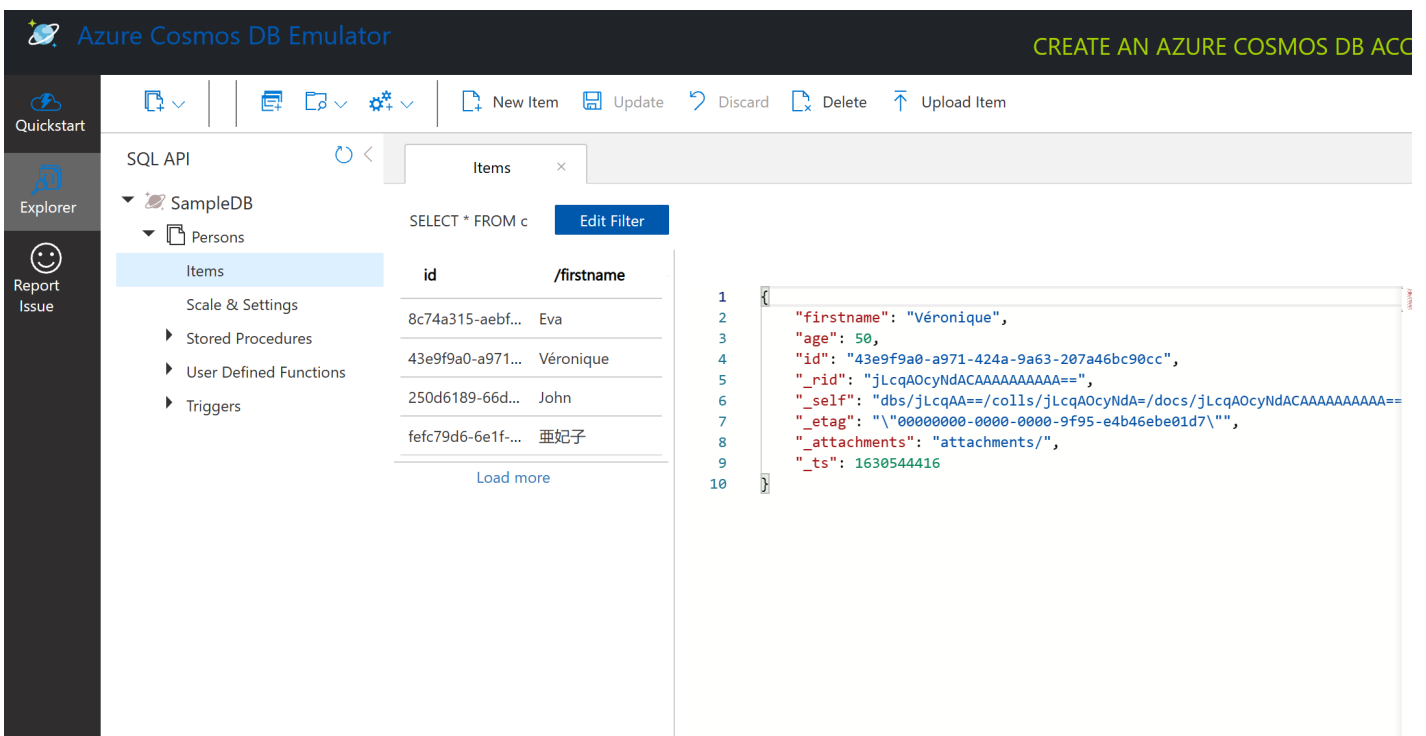 Azure Cosmos DB Emulator
CREATE AN AZURE COSMOS DB ACC
Quickstart
Explorer
Report
Issue
New Item Update Discard Delete Upload Item
SQL API
SampleDB
Persons
Items
Scale & Settings
Stored Procedures
User Defined Functions
Triggers
Items
SELECT * FROM c Edit Filter
id /firstname
8c74a315-aebf... Eva
43e9f9a0-a971... Véronique
250d6189-66d... John
fefc79d6-6e1f-... 亜妃子
Load more
1 {
2 "firstname": "Véronique",
3 "age": 50,
4 "id": "43e9f9a0-a971-424a-9a63-207a46bc90cc",
5 "_rid": "jLcqAOcyNdACAAAAAAAAAA==",
6 "_self": "dbs/jLcqAA==/colls/jLcqAOcyNdA=/docs/jLcqAOcyNdACAAAAAAAAAA==
7 "_etag": "\"00000000-0000-0000-9f95-e4b46ebe01d7\"",
8 "_attachments": "attachments/",
9 "_ts": 1630544416
10 }